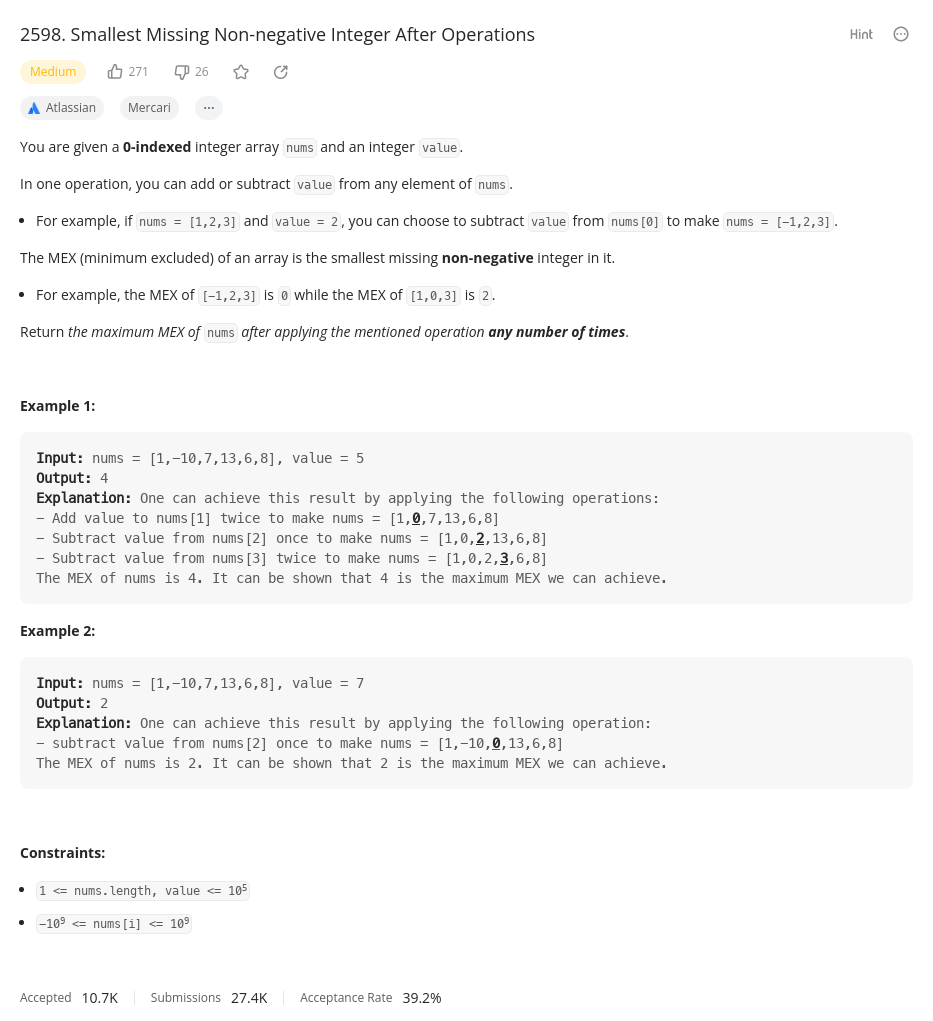 2598. Smallest Missing Non-negative Integer After Operations
Hint
Medium
271
26
Atlassian
Mercari
...
You are given a 0-indexed integer array nums and an integer value.
In one operation, you can add or subtract value from any element of nums.
• For example, if nums = [1,2,3] and value = 2, you can choose to subtract value from nums[0] to make nums = [-1,2,3].
The MEX (minimum excluded) of an array is the smallest missing non-negative integer in it.
• For example, the MEX of [-1,2,3] is 0 while the MEX of [1,0,3] is 2.
Return the maximum MEX of nums after applying the mentioned operation any number of times.
Example 1:
Input: nums = [1,-10,7,13,6,8], value = 5
Output: 4
Explanation: One can achieve this result by applying the following operations:
- Add value to nums[1] twice to make nums = [1,0,7,13,6,8]
- Subtract value from nums[2] once to make nums = [1,0,2,13,6,8]
- Subtract value from nums[3] twice to make nums = [1,0,2,3,6,8]
The MEX of nums is 4. It can be shown that 4 is the maximum MEX we can achieve.
Example 2:
Input: nums = [1,-10,7,13,6,8], value = 7
Output: 2
Explanation: One can achieve this result by applying the following operation:
- subtract value from nums[2] once to make nums = [1,-10,0,13,6,8]
The MEX of nums is 2. It can be shown that 2 is the maximum MEX we can achieve.
Constraints:
• 1 <= nums.length, value <= 10⁵
• -10⁹ <= nums[i] <= 10⁹
Accepted 10.7K Submissions 27.4K Acceptance Rate 39.2%